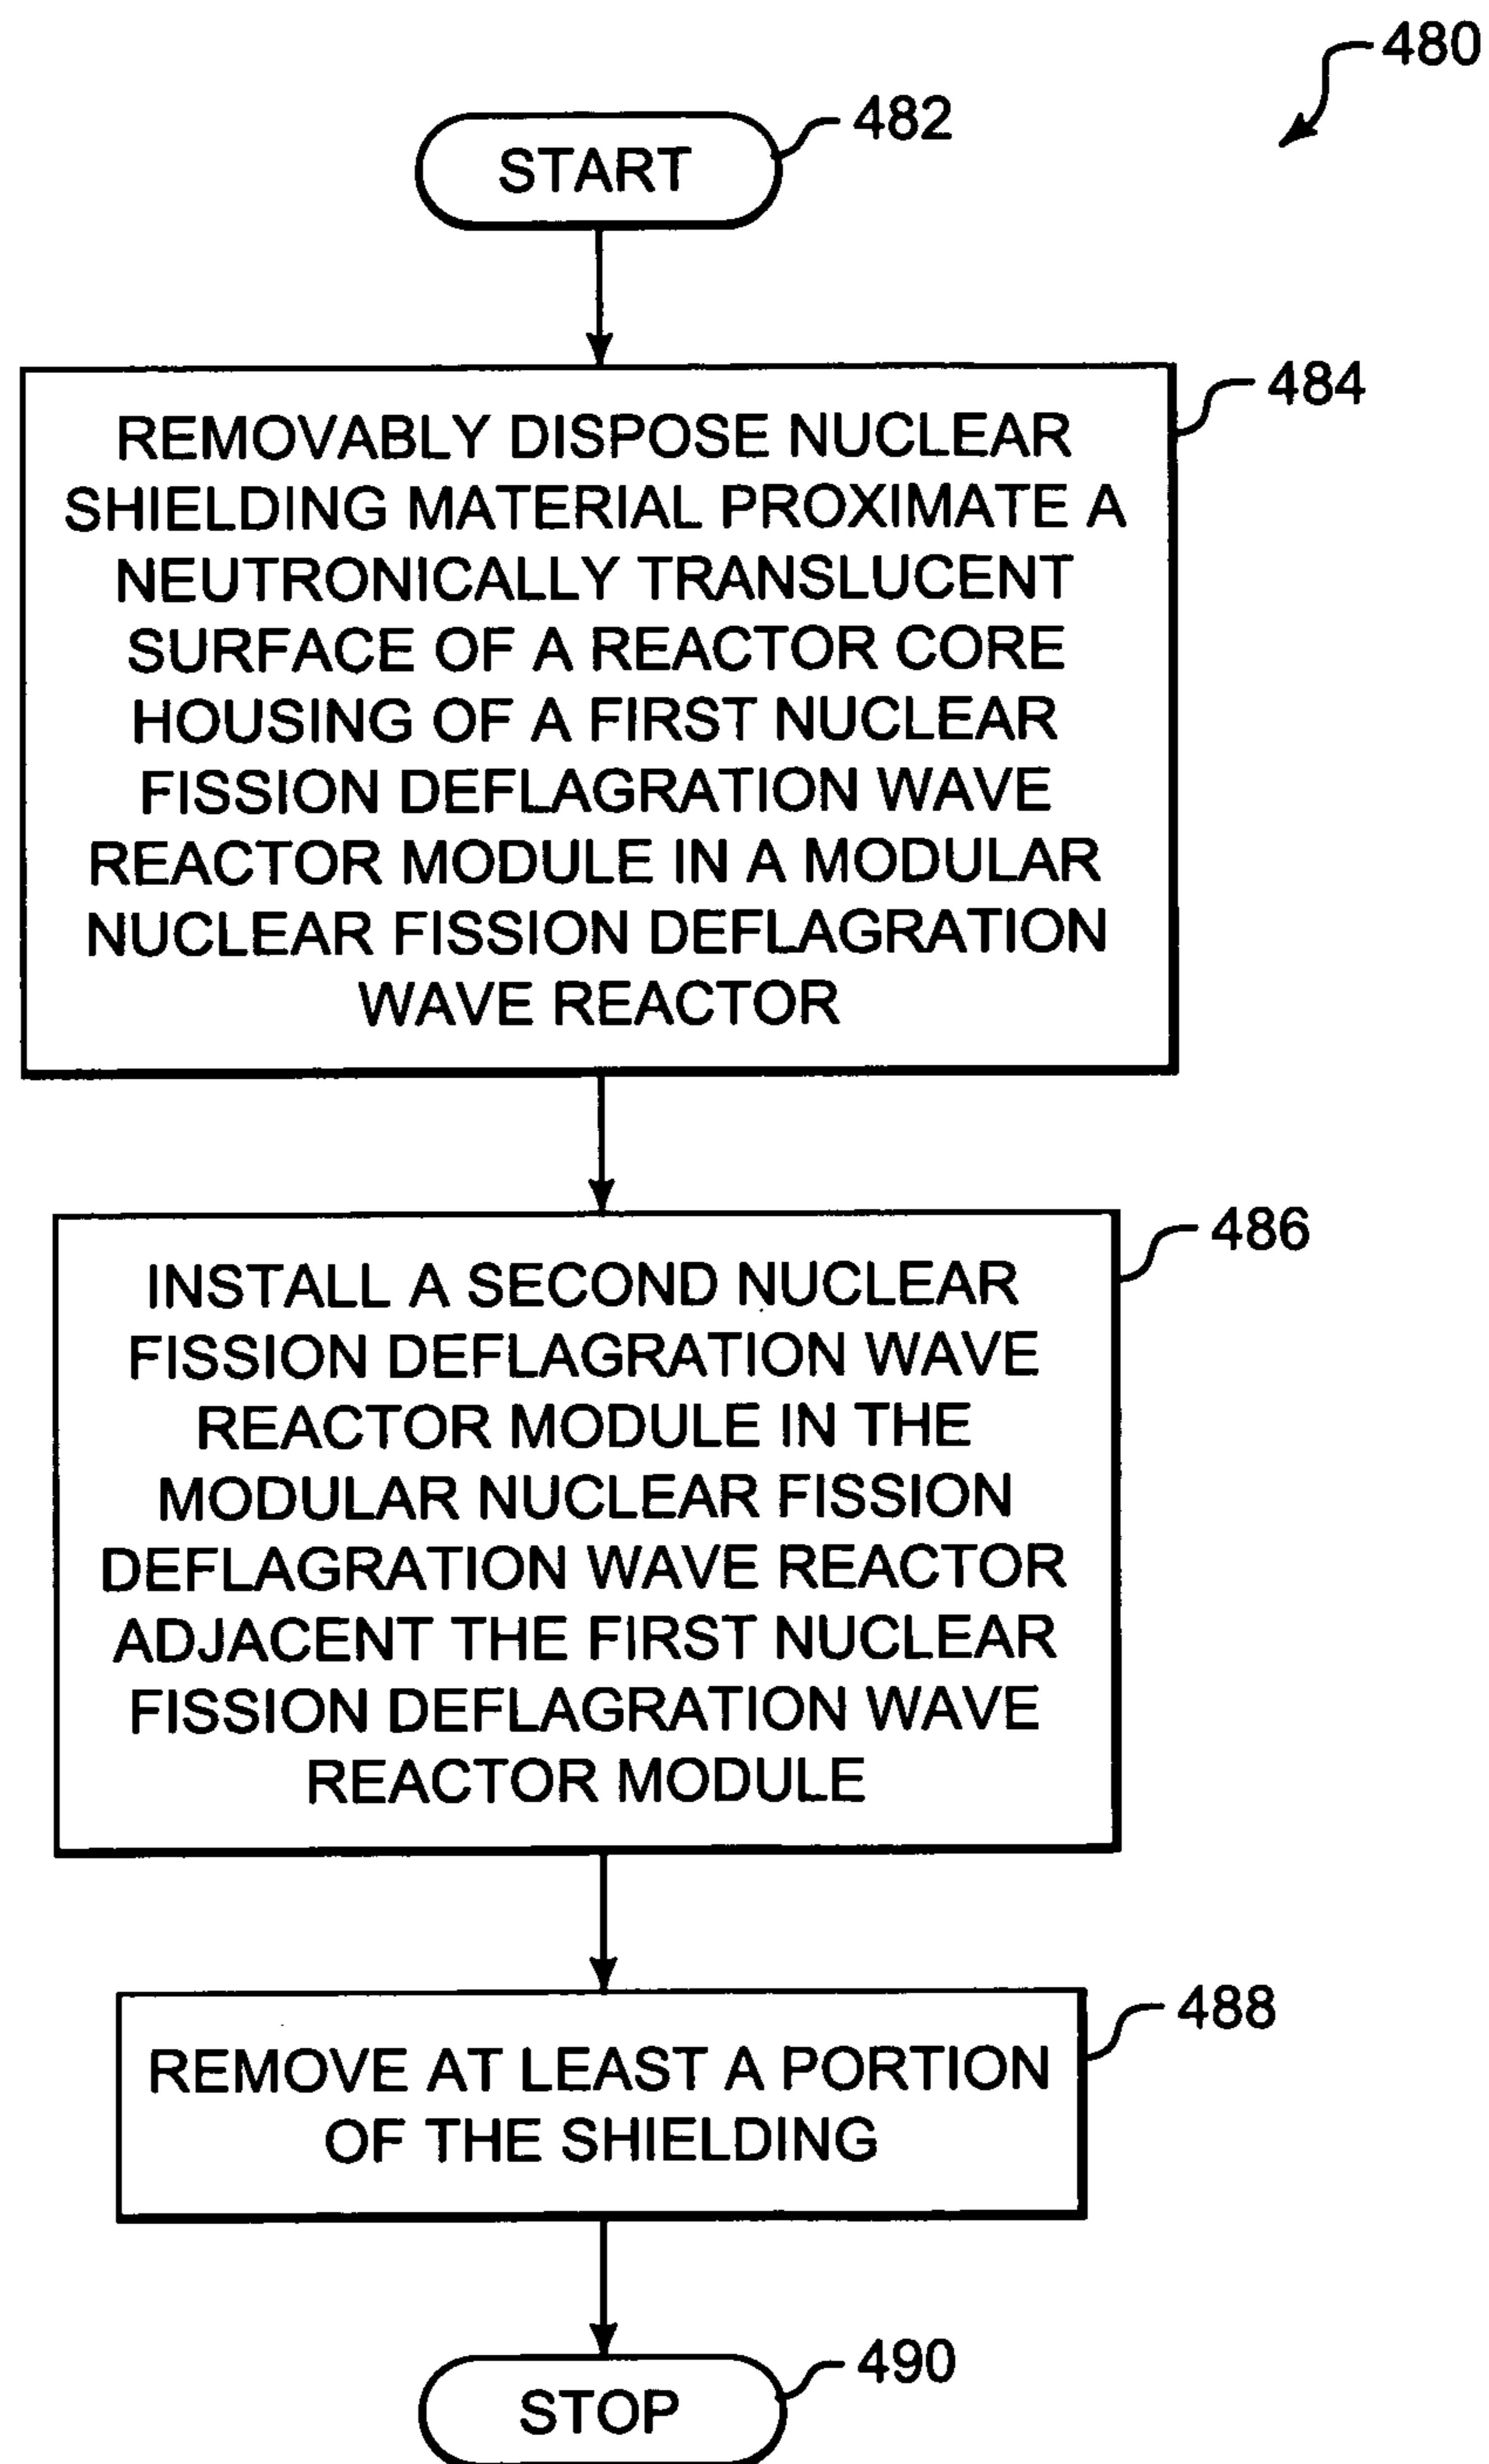 480
482
START
484
REMOVABLY DISPOSE NUCLEAR
SHIELDING MATERIAL PROXIMATE A
NEUTRONICALLY TRANSLUCENT
SURFACE OF A REACTOR CORE
HOUSING OF A FIRST NUCLEAR
FISSION DEFLAGRATION WAVE
REACTOR MODULE IN A MODULAR
NUCLEAR FISSION DEFLAGRATION
WAVE REACTOR
486
INSTALL A SECOND NUCLEAR
FISSION DEFLAGRATION WAVE
REACTOR MODULE IN THE
MODULAR NUCLEAR FISSION
DEFLAGRATION WAVE REACTOR
ADJACENT THE FIRST NUCLEAR
FISSION DEFLAGRATION WAVE
REACTOR MODULE
488
REMOVE AT LEAST A PORTION
OF THE SHIELDING
490
STOP